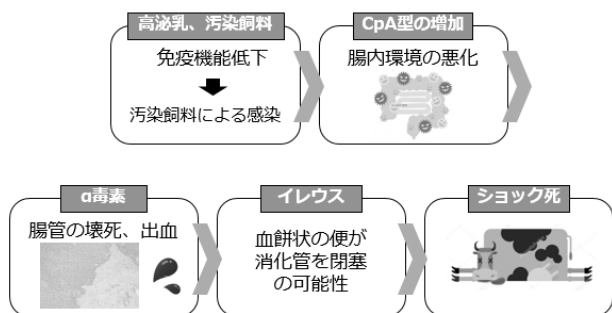 高泌乳、汚染飼料
免疫機能低下
汚染飼料による感染
CpA型の増加
腸内環境の悪化
α毒素
腸管の壊死、出血
イレウス
血餅状の便が
消化管を閉塞
の可能性
ショック死